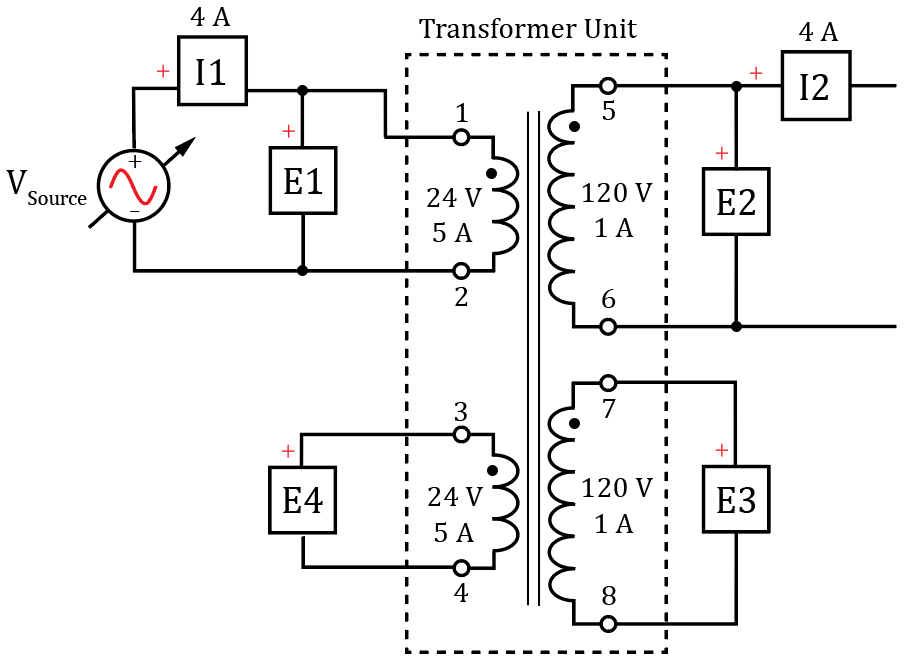 4 A
Transformer Unit
4 A
+
I1
+
I2
5
1
+
E1
+
E2
+
−
V Source
24 V
5 A
120 V
1 A
2
6
3
7
+
E4
+
E3
24 V
5 A
120 V
1 A
4
8